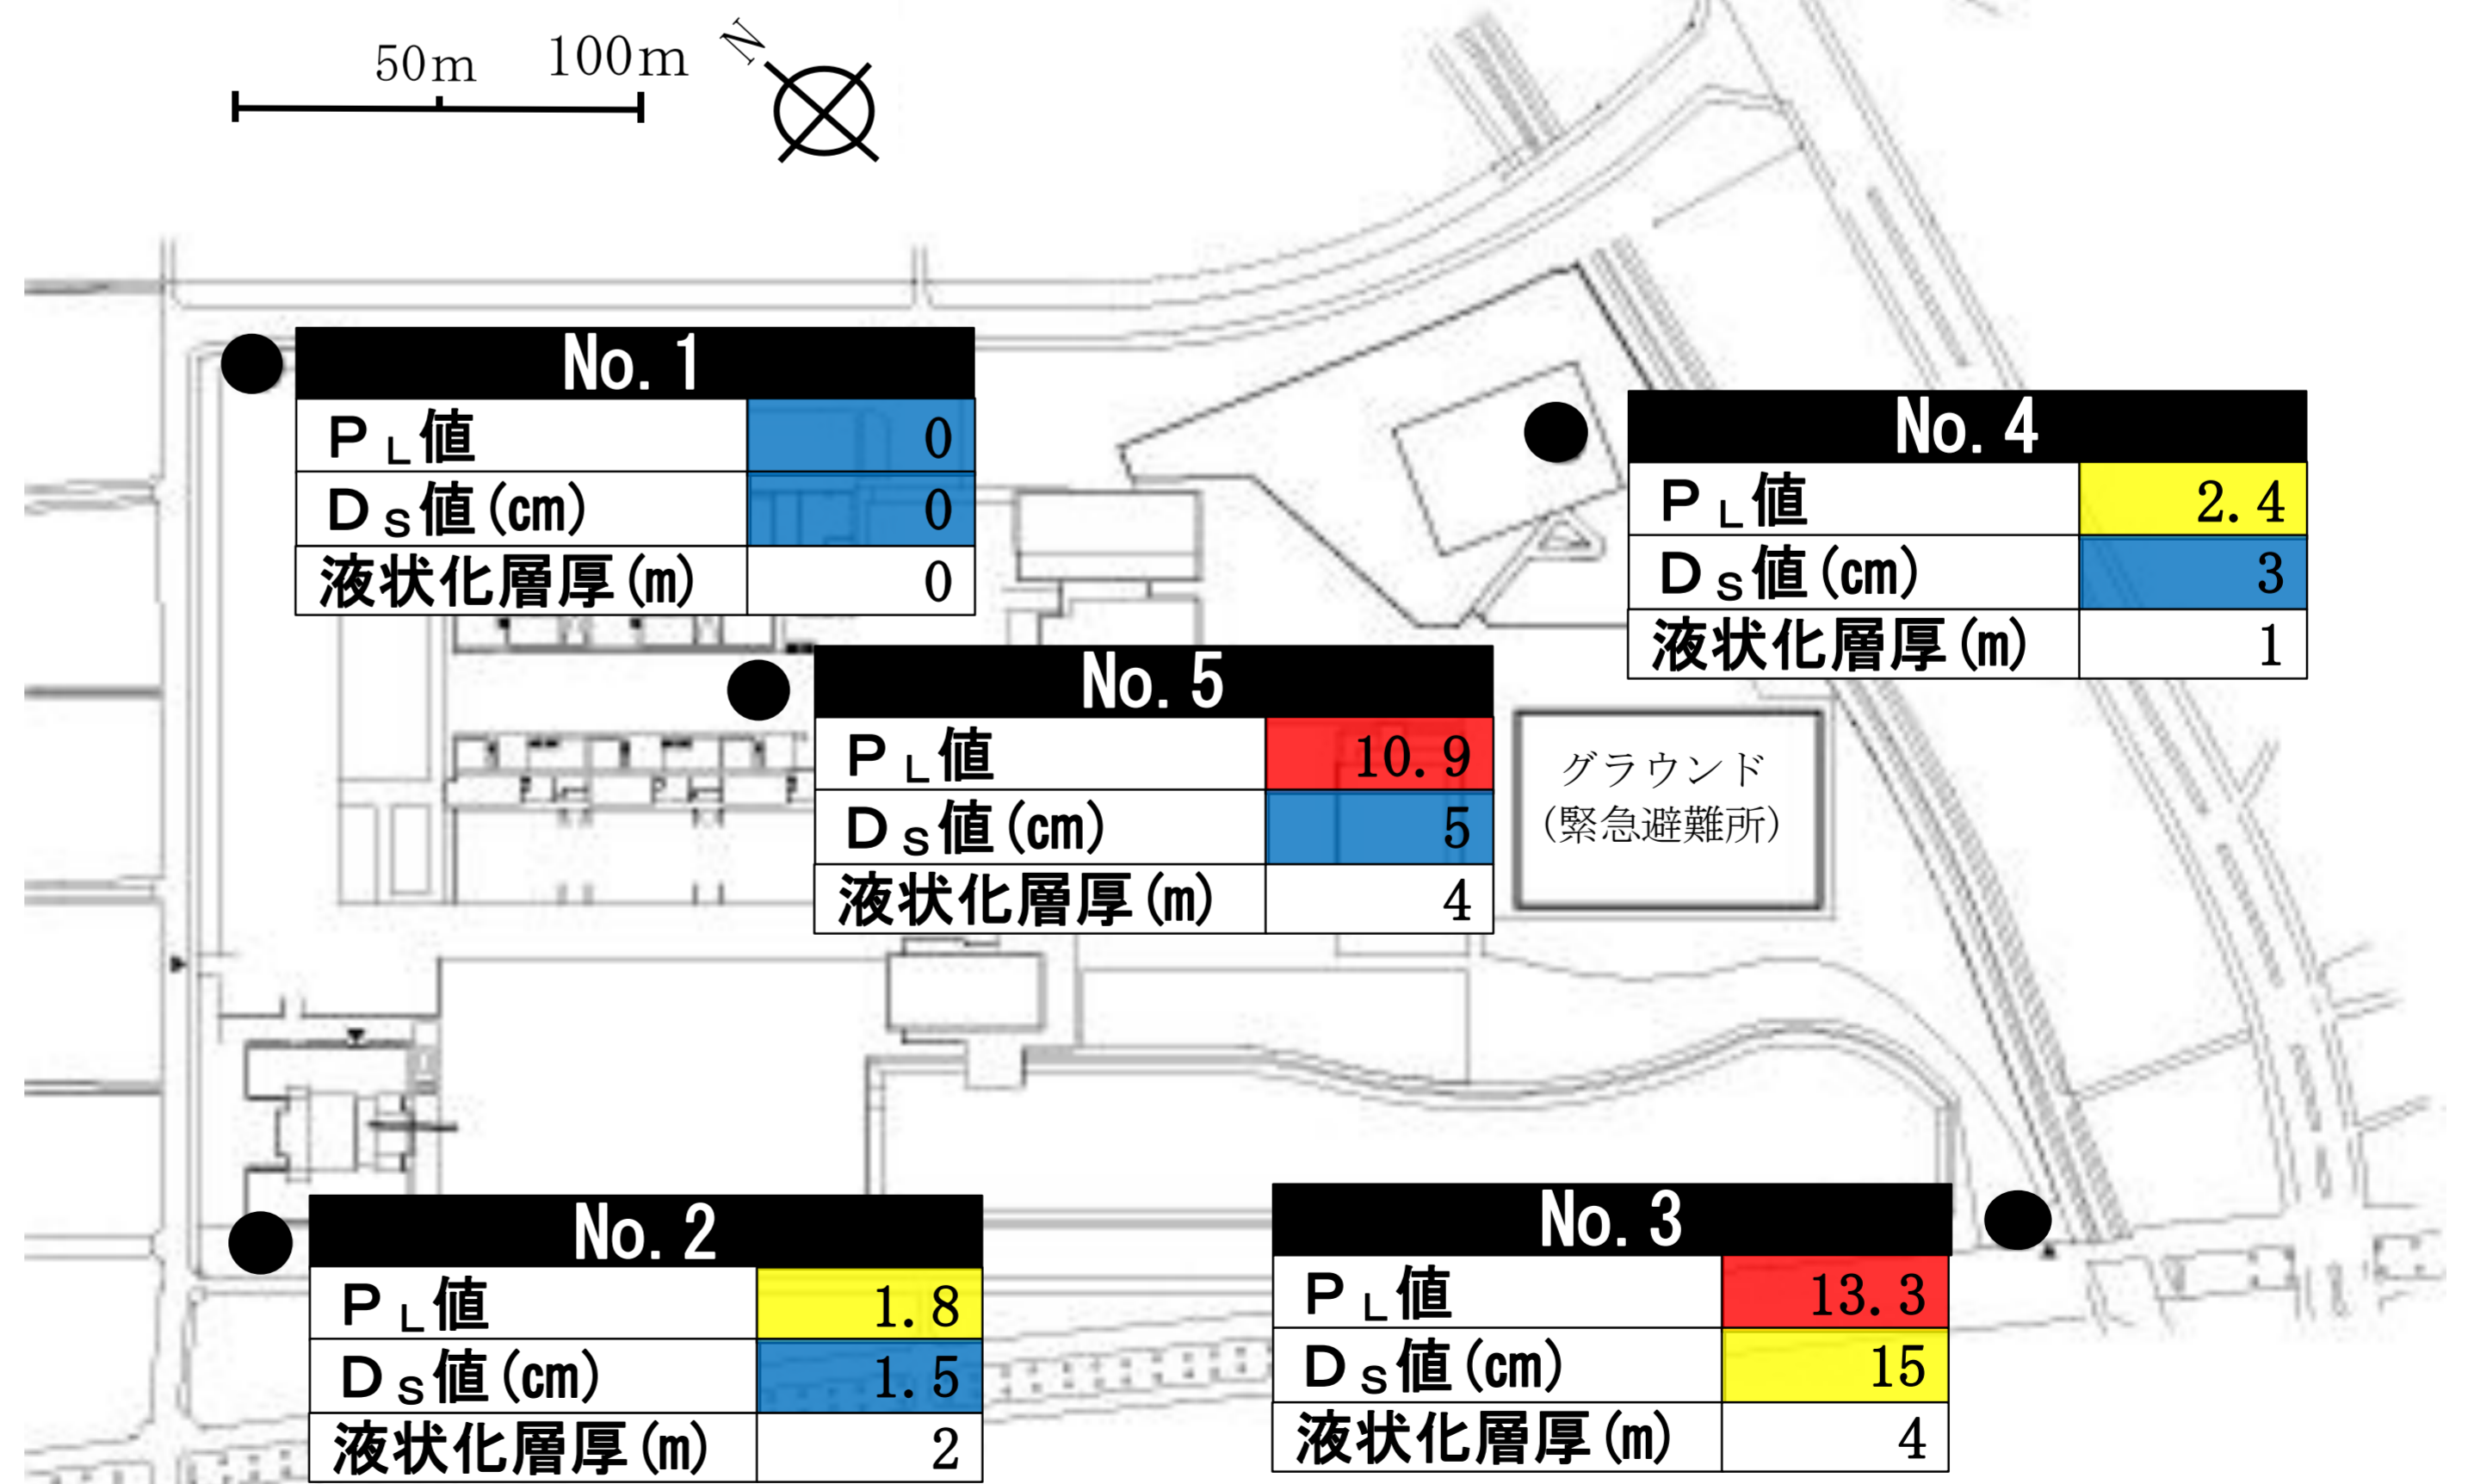 50m 100m N
No. 1
PL値 0
DS値(cm) 0
液状化層厚(m) 0
No. 4
PL値 2.4
DS値(cm) 3
液状化層厚(m) 1
No. 5
PL値 10.9
DS値(cm) 5
液状化層厚(m) 4
グラウンド
(緊急避難所)
No. 2
PL値 1.8
DS値(cm) 1.5
液状化層厚(m) 2
No. 3
PL値 13.3
DS値(cm) 15
液状化層厚(m) 4